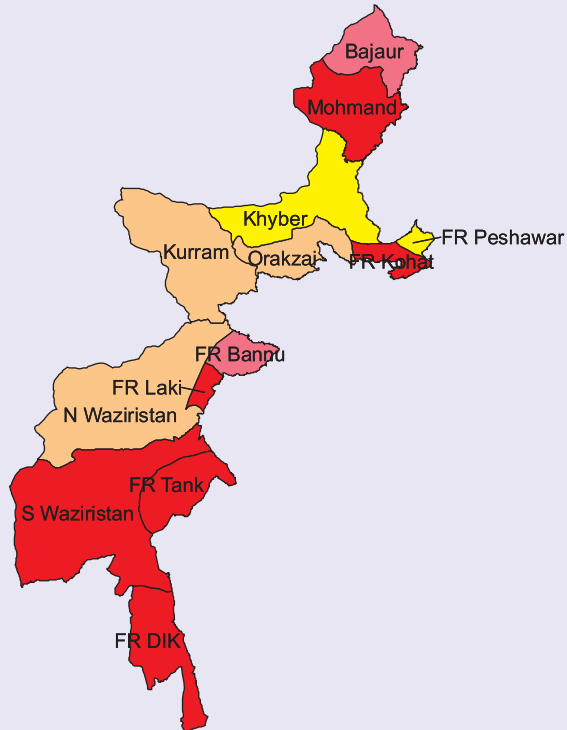 Bajaur
Mohmand
Khyber
FR Peshawar
Kurram
Orakzai
FR Kohat
FR Bannu
FR Laki
N Waziristan
FR Tank
S Waziristan
FR DIK